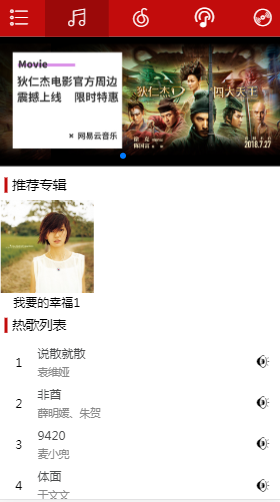 Movie
狄仁杰电影官方周边
震撼上线 限时特惠
× 网易云音乐
狄仁杰 四大天王
2018.7.27
推荐专辑
我要的幸福1
热歌列表
1 说散就散
袁维娅
2 非酋
薛明媛、朱贺
3 9420
麦小兜
4 体面
于文文